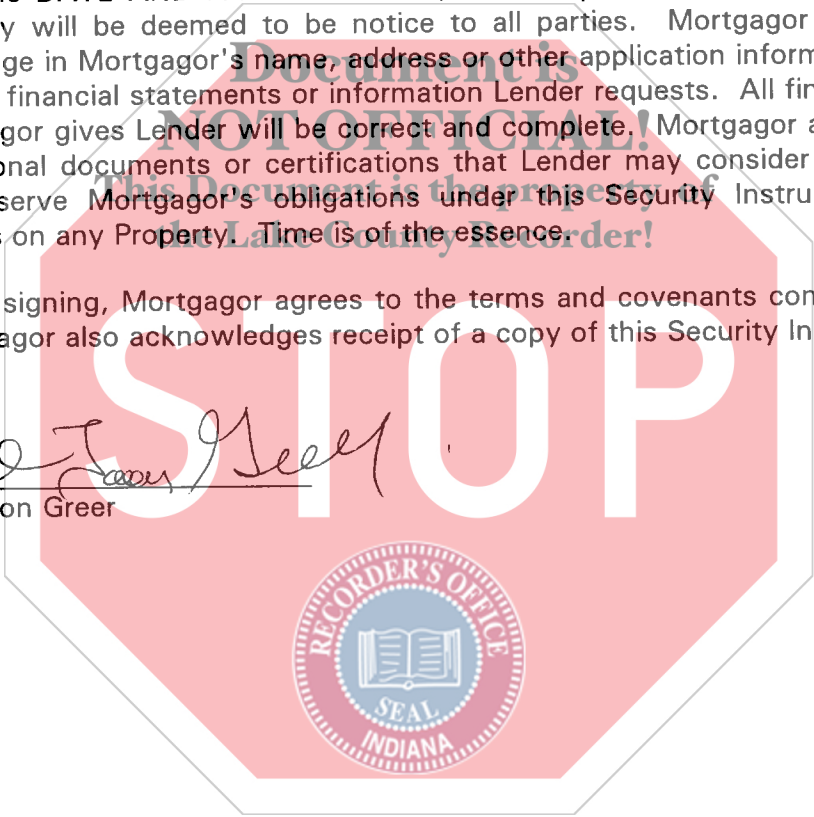 y will be deemed to be notice to all parties. Mortgagor
ge in Mortgagor's name, address or other application inform
financial statements or information Lender requests. All fin
gor gives Lender will be correct and complete. Mortgagor a
onal documents or certifications that Lender may consider
serve Mortgagor's obligations under this Security Instru
s on any Property. Time is of the essence.
Document is
NOT OFFICIAL!
This Document is the property of
the Lake County Recorder!
signing, Mortgagor agrees to the terms and covenants con
agor also acknowledges receipt of a copy of this Security In
STOP
on Greer
RECORDER'S OFFICE
SEAL
INDIANA